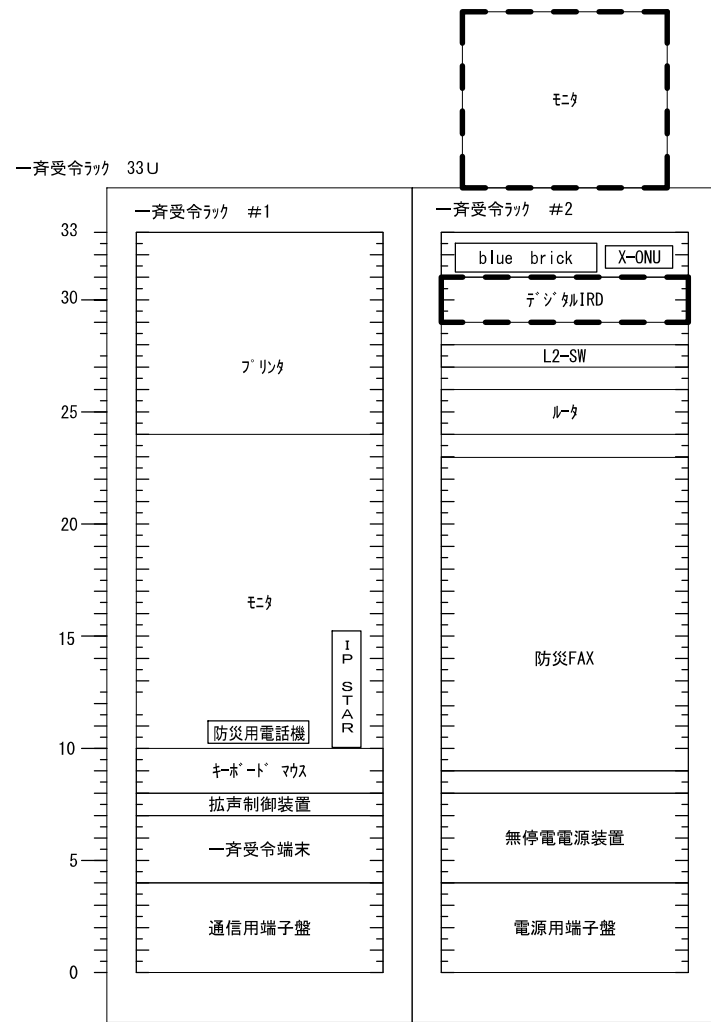 ﾓﾆﾀ
一斉受令ﾗｯｸ 33U
一斉受令ﾗｯｸ #1
一斉受令ﾗｯｸ #2
33
30
25
20
15
10
5
0
ﾌﾟﾘﾝﾀ
ﾓﾆﾀ
IP STAR
防災用電話機
ｷｰﾎﾞｰﾄﾞ ﾏｳｽ
拡声制御装置
一斉受令端末
通信用端子盤
blue brick
X-ONU
ﾃﾞｼﾞﾀﾙIRD
L2-SW
ﾙｰﾀ
防災FAX
無停電電源装置
電源用端子盤